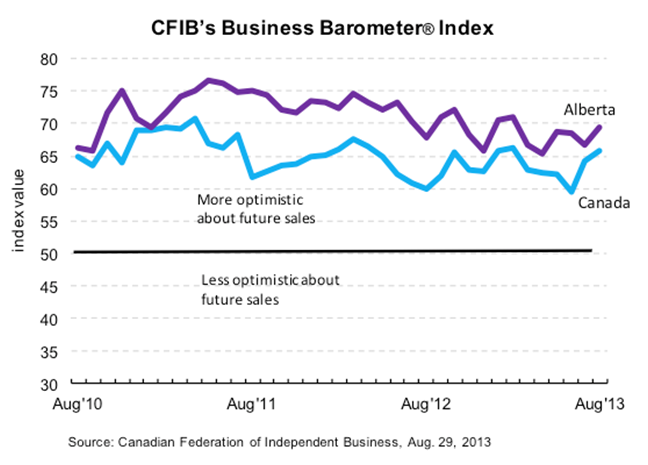 CFIB's Business Barometer® Index
80
75
70
65
60
55
50
45
40
35
30
index value
Alberta
Canada
More optimistic
about future sales
Less optimistic about
future sales
Aug'10
Aug'11
Aug'12
Aug'13
Source: Canadian Federation of Independent Business, Aug. 29, 2013